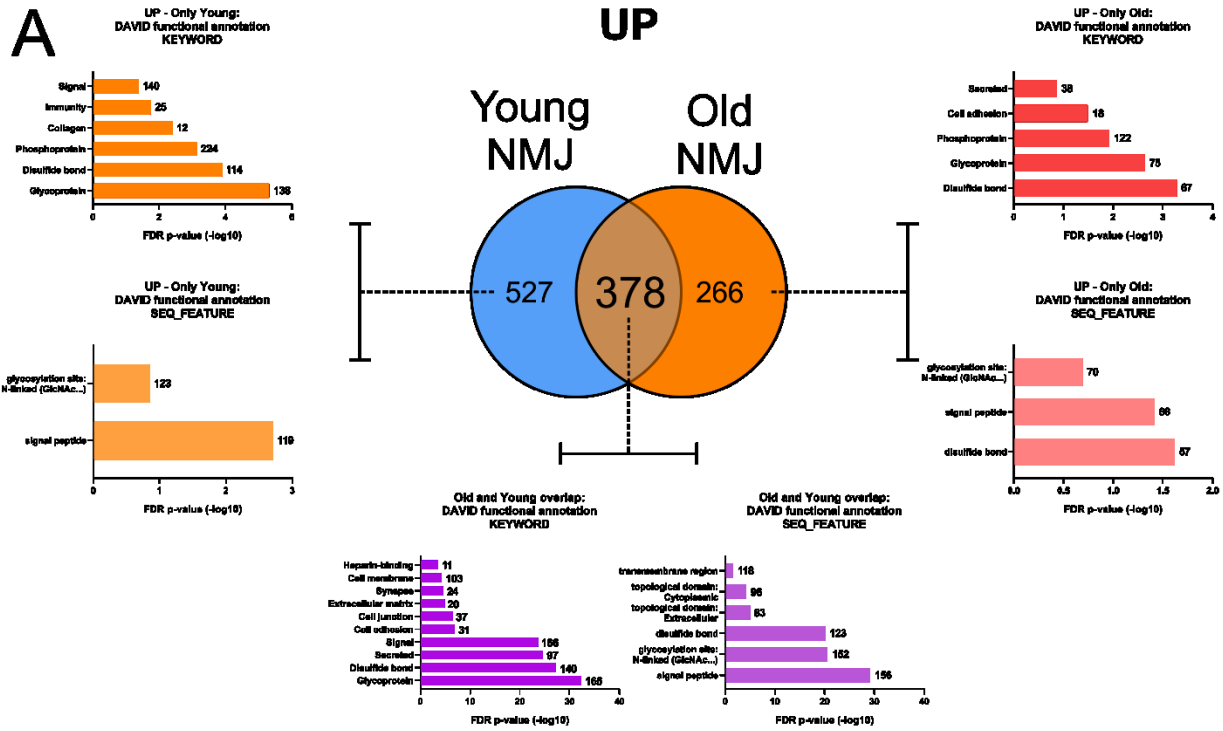 A
UP - Only Young:
DAVID functional annotation
KEYWORD
Signal 140
Immunity 25
Collagen 12
Phosphoprotein 224
Disulfide bond 114
Glycoprotein 138
0 2 4 6
FDR p-value (-log10)
UP
Young
NMJ
Old
NMJ
527
378
266
UP - Only Old:
DAVID functional annotation
KEYWORD
Secreted 38
Cell adhesion 18
Phosphoprotein 122
Glycoprotein 75
Disulfide bond 67
0 1 2 3 4
FDR p-value (-log10)
UP - Only Young:
DAVID functional annotation
SEQ_FEATURE
glycosylation site:
N-linked (GlcNAc...) 123
signal peptide 119
0 1 2 3
FDR p-value (-log10)
UP - Only Old:
DAVID functional annotation
SEQ_FEATURE
glycosylation site:
N-linked (GlcNAc...) 70
signal peptide 66
disulfide bond 57
0.0 0.5 1.0 1.5 2.0
FDR p-value (-log10)
Old and Young overlap:
DAVID functional annotation
KEYWORD
Heparin-binding 11
Cell membrane 103
Synapse 24
Extracellular matrix 20
Cell junction 37
Cell adhesion 31
Signal 166
Secreted 97
Disulfide bond 140
Glycoprotein 165
0 10 20 30 40
FDR p-value (-log10)
Old and Young overlap:
DAVID functional annotation
SEQ_FEATURE
transmembrane region 118
topological domain:
Cytoplasmic
topological domain:
Extracellular
disulfide bond 123
glycosylation site:
N-linked (GlcNAc...) 152
signal peptide 156
0 10 20 30 40
FDR p-value (-log10)